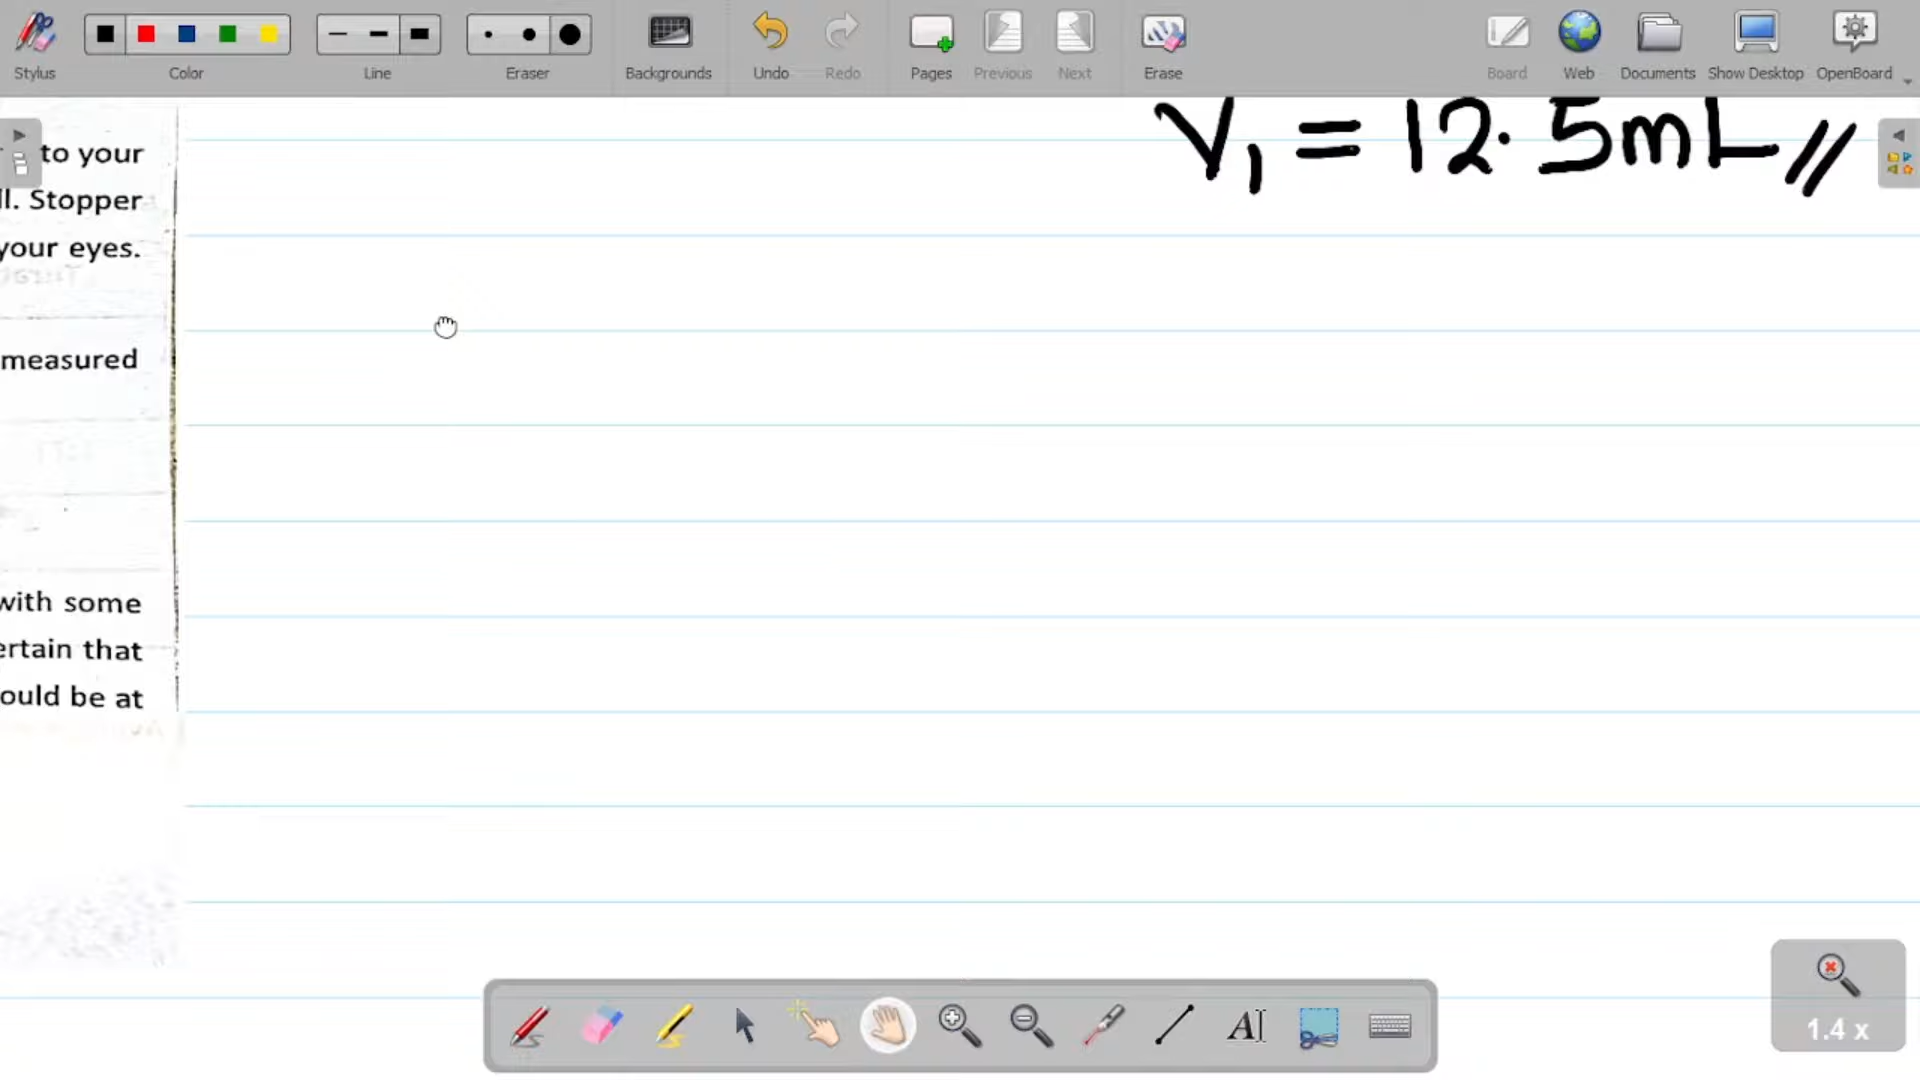 Stylus
Color
Line
Eraser
Backgrounds
Undo
Redo
Pages
Previous
Next
Erase
Board
Web
Documents
Show Desktop
OpenBoard
V₁ = 12.5mL //
to your
ll. Stopper
your eyes.
measured
with some
ertain that
ould be at
1.4 x